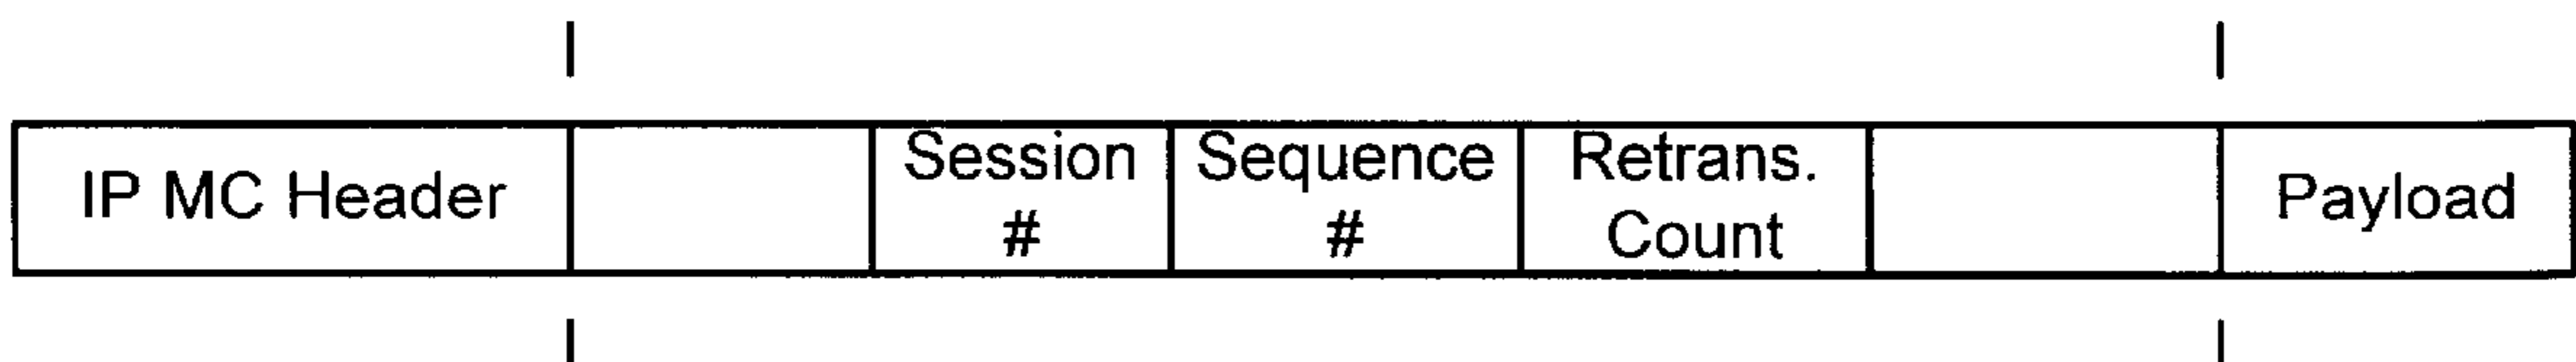 IP MC Header
Session
#
Sequence
#
Retrans.
Count
Payload